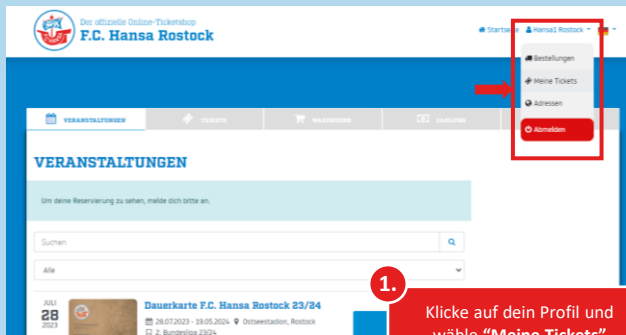 Der offizielle Online-Ticketshop
F.C. Hansa Rostock
Startseite Hansa1 Rostock
Bestellungen
Meine Tickets
Adressen
Abmelden
VERANSTALTUNGEN TICKETS WARENKORB ZAHLUNG
VERANSTALTUNGEN
Um deine Reservierung zu sehen, melde dich bitte an.
Suchen
Alle
JULI
28
2023
Dauerkarte F.C. Hansa Rostock 23/24
28.07.2023 - 19.05.2024 Ostseestadion, Rostock
2. Bundesliga 23/24
1.
Klicke auf dein Profil und
wähle “Meine Tickets”